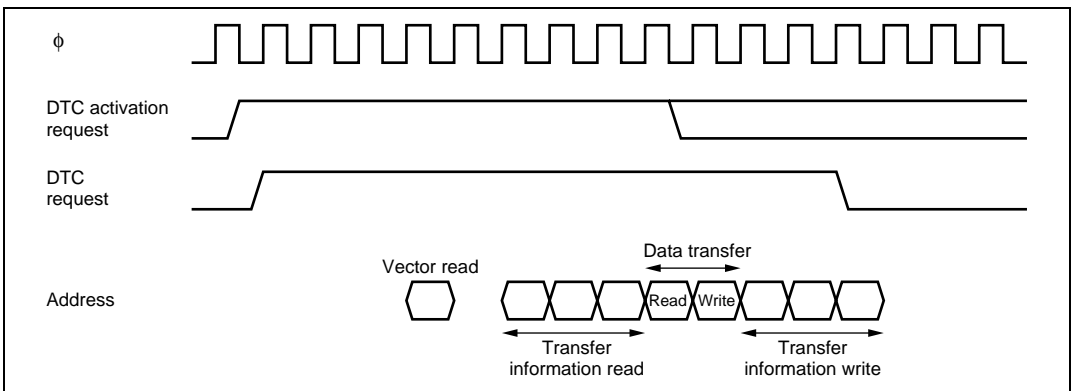 ϕ
DTC activation
request
DTC
request
Data transfer
Vector read
Address
Read Write
Transfer
information read
Transfer
information write